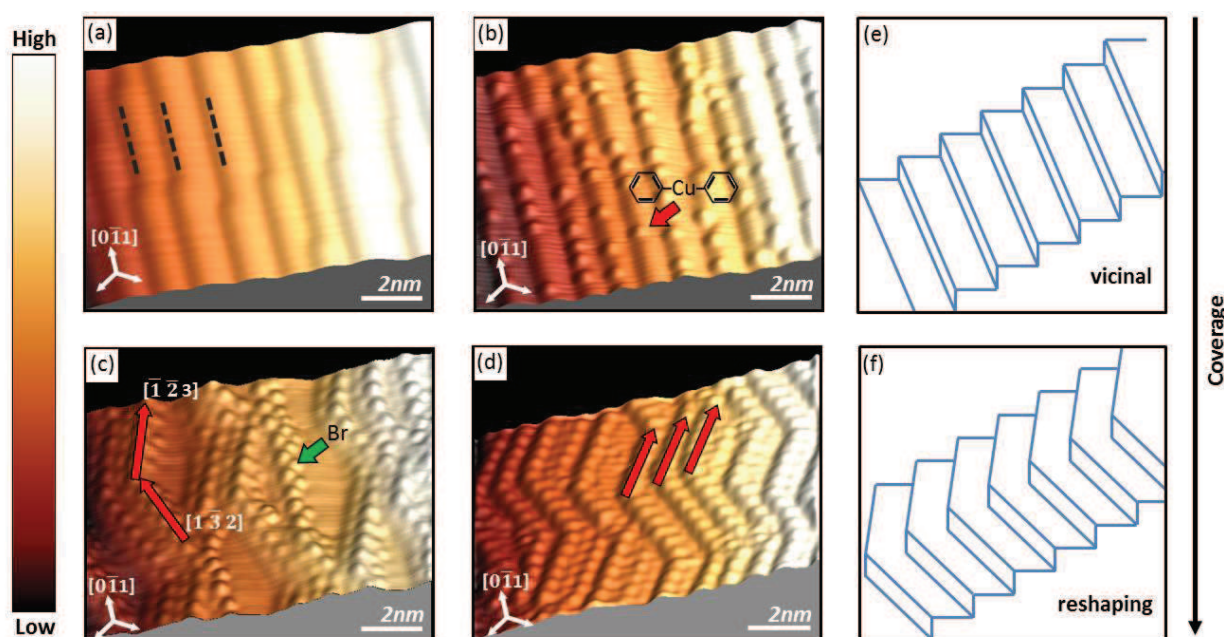 High
Low
(a)
[01̅1]
2nm
(b)
Cu
[01̅1]
2nm
(e)
vicinal
(c)
[1̅ 2̅ 3]
Br
[1 3̅ 2]
[01̅1]
2nm
(d)
[01̅1]
2nm
(f)
reshaping
Coverage